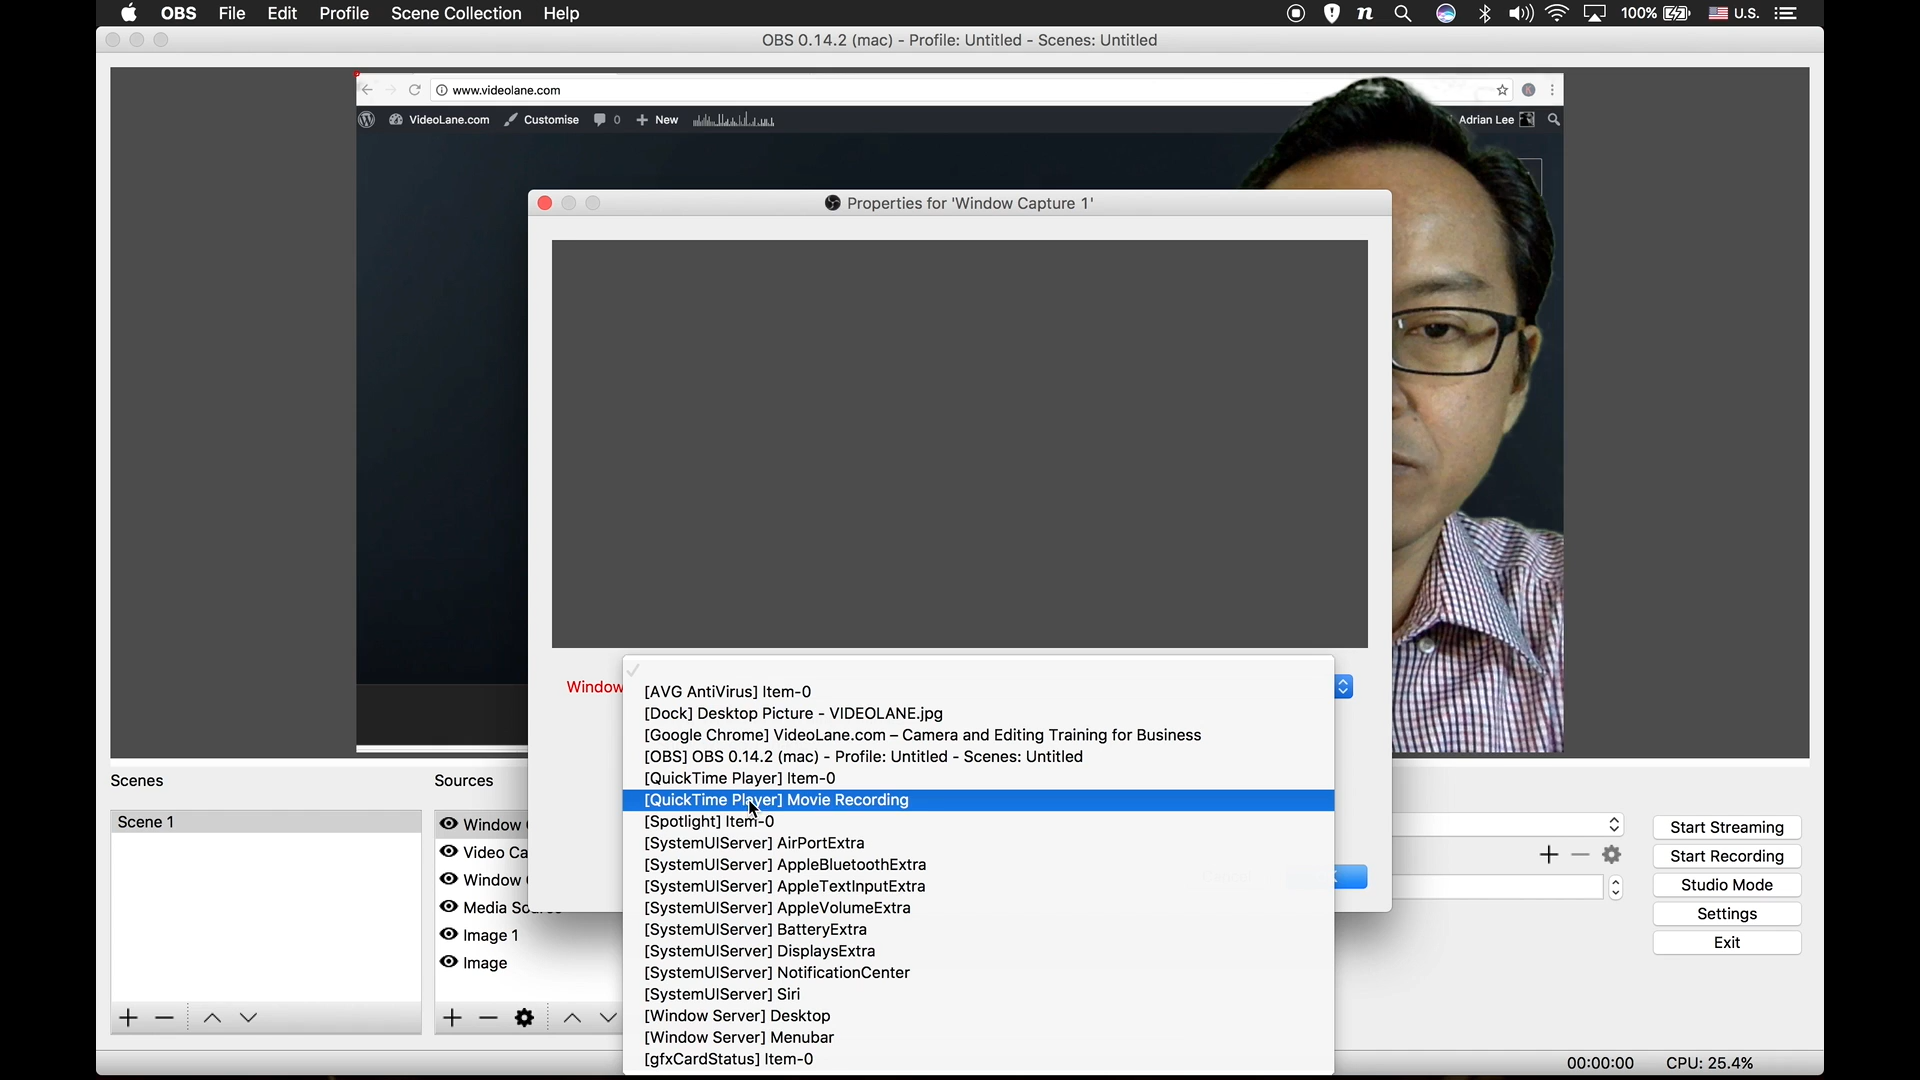 OBS File Edit Profile Scene Collection Help 100% U.S.
OBS 0.14.2 (mac) - Profile: Untitled - Scenes: Untitled
www.videolane.com
VideoLane.com Customise 0 New Adrian Lee
Properties for 'Window Capture 1'
Window
[AVG AntiVirus] Item-0
[Dock] Desktop Picture - VIDEOLANE.jpg
[Google Chrome] VideoLane.com – Camera and Editing Training for Business
[OBS] OBS 0.14.2 (mac) - Profile: Untitled - Scenes: Untitled
[QuickTime Player] Item-0
[QuickTime Player] Movie Recording
[Spotlight] Item-0
[SystemUIServer] AirPortExtra
[SystemUIServer] AppleBluetoothExtra
[SystemUIServer] AppleTextInputExtra
[SystemUIServer] AppleVolumeExtra
[SystemUIServer] BatteryExtra
[SystemUIServer] DisplaysExtra
[SystemUIServer] NotificationCenter
[SystemUIServer] Siri
[Window Server] Desktop
[Window Server] Menubar
[gfxCardStatus] Item-0
Scenes
Scene 1
Sources
Window
Video Ca
Window
Media
Image 1
Image
Start Streaming
Start Recording
Studio Mode
Settings
Exit
00:00:00 CPU: 25.4%